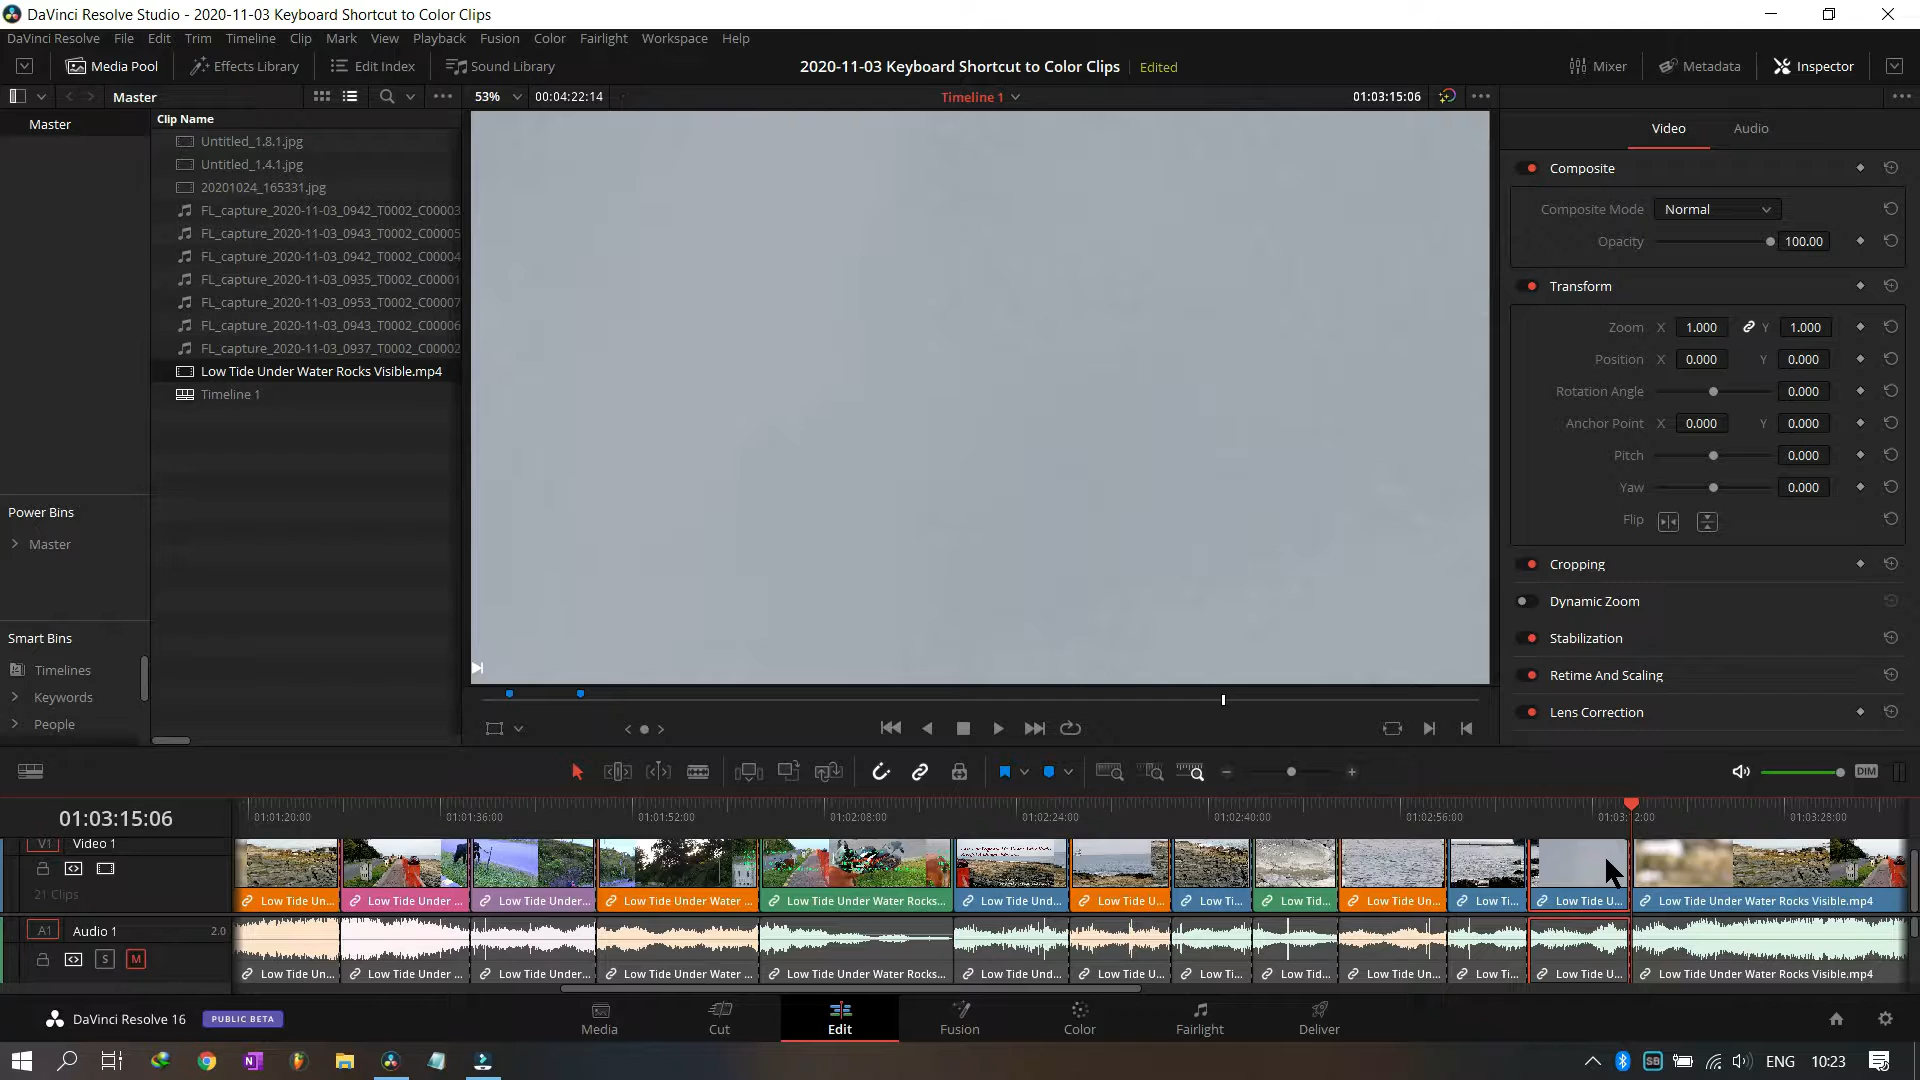 DaVinci Resolve Studio - 2020-11-03 Keyboard Shortcut to Color Clips
DaVinci Resolve File Edit Trim Timeline Clip Mark View Playback Fusion Color Fairlight Workspace Help
Media Pool Effects Library Edit Index Sound Library 2020-11-03 Keyboard Shortcut to Color Clips Edited Mixer Metadata Inspector
Master 53% 00:04:22:14 Timeline 1 01:03:15:06
Master
Clip Name
Untitled_1.8.1.jpg
Untitled_1.4.1.jpg
20201024_165331.jpg
FL_capture_2020-11-03_0942_T0002_C00003
FL_capture_2020-11-03_0943_T0002_C00005
FL_capture_2020-11-03_0942_T0002_C00004
FL_capture_2020-11-03_0935_T0002_C00001
FL_capture_2020-11-03_0953_T0002_C00007
FL_capture_2020-11-03_0943_T0002_C00006
FL_capture_2020-11-03_0937_T0002_C00002
Low Tide Under Water Rocks Visible.mp4
Timeline 1
Power Bins
Master
Smart Bins
Timelines
Keywords
People
Video Audio
Composite
Composite Mode Normal
Opacity 100.00
Transform
Zoom X 1.000 Y 1.000
Position X 0.000 Y 0.000
Rotation Angle 0.000
Anchor Point X 0.000 Y 0.000
Pitch 0.000
Yaw 0.000
Flip
Cropping
Dynamic Zoom
Stabilization
Retime And Scaling
Lens Correction
DIM
01:03:15:06 01:01:20:00 01:01:36:00 01:01:52:00 01:02:08:00 01:02:24:00 01:02:40:00 01:02:56:00 01:03:12:00 01:03:28:00
V1 Video 1
21 Clips
Low Tide Un... Low Tide Under ... Low Tide Under... Low Tide Under Water ... Low Tide Under Water Rocks... Low Tide Und... Low Tide U... Low Ti... Low Tid... Low Tide Un... Low Ti... Low Tide U... Low Tide Under Water Rocks Visible.mp4
A1 Audio 1 2.0
S M
Low Tide Un... Low Tide Under ... Low Tide Under... Low Tide Under Water ... Low Tide Under Water Rocks... Low Tide Und... Low Tide U... Low Ti... Low Tid... Low Tide Un... Low Ti... Low Tide U... Low Tide Under Water Rocks Visible.mp4
DaVinci Resolve 16 PUBLIC BETA Media Cut Edit Fusion Color Fairlight Deliver
N SB ENG 10:23